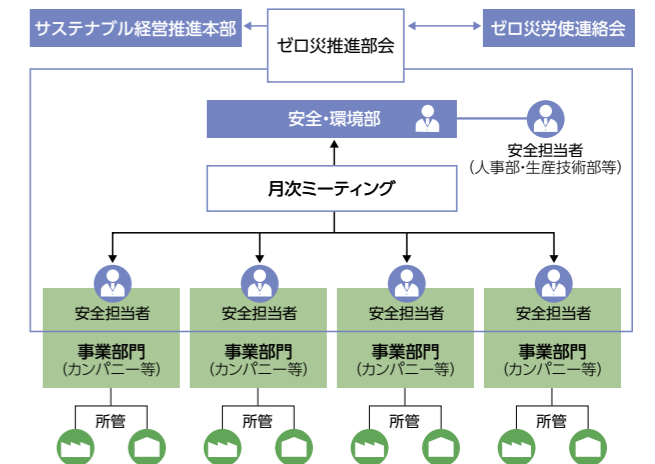 サステナブル経営推進本部
ゼロ災推進部会
ゼロ災労使連絡会
安全・環境部
安全担当者
(人事部・生産技術部等)
月次ミーティング
安全担当者
安全担当者
安全担当者
安全担当者
事業部門
(カンパニー等)
事業部門
(カンパニー等)
事業部門
(カンパニー等)
事業部門
(カンパニー等)
所管
所管
所管
所管